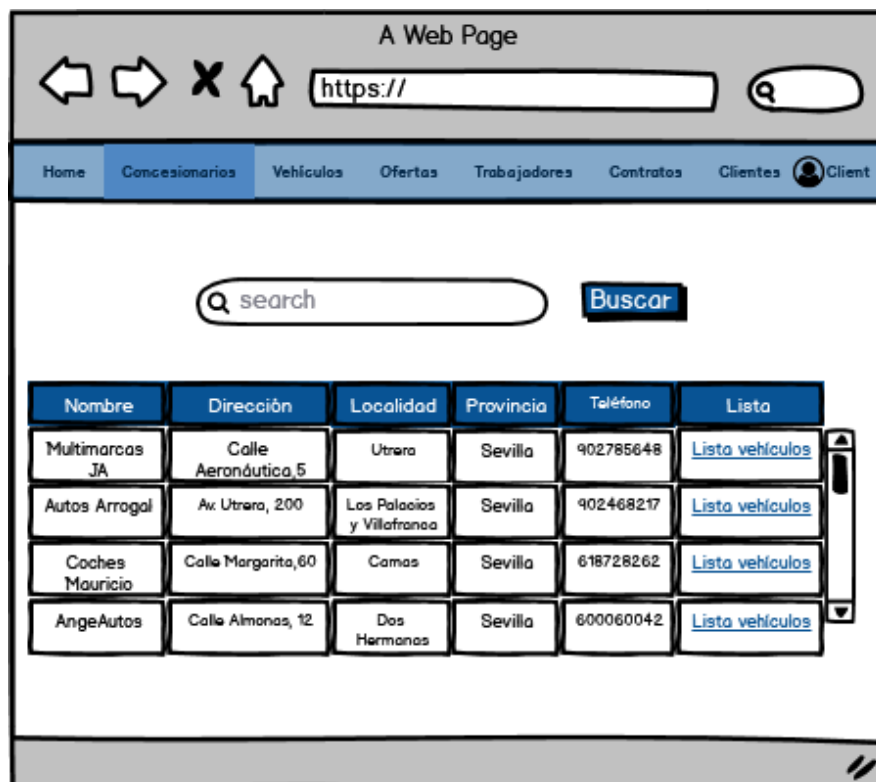 A Web Page
https://
Home Concesionarios Vehículos Ofertas Trabajadores Contratos Clientes Client
search Buscar
Nombre Dirección Localidad Provincia Teléfono Lista
Multimarcas JA Calle Aeronáutica,5 Utrera Sevilla 902785648 Lista vehículos
Autos Arrogal Av. Utrera, 200 Los Palacios y Villafranca Sevilla 902468217 Lista vehículos
Coches Mauricio Calle Margarita,60 Camas Sevilla 618728262 Lista vehículos
AngeAutos Calle Almonas, 12 Dos Hermanas Sevilla 600060042 Lista vehículos